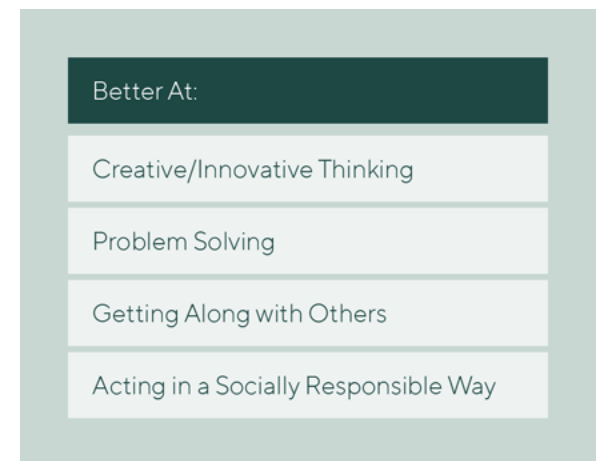 Better At:
Creative/Innovative Thinking
Problem Solving
Getting Along with Others
Acting in a Socially Responsible Way